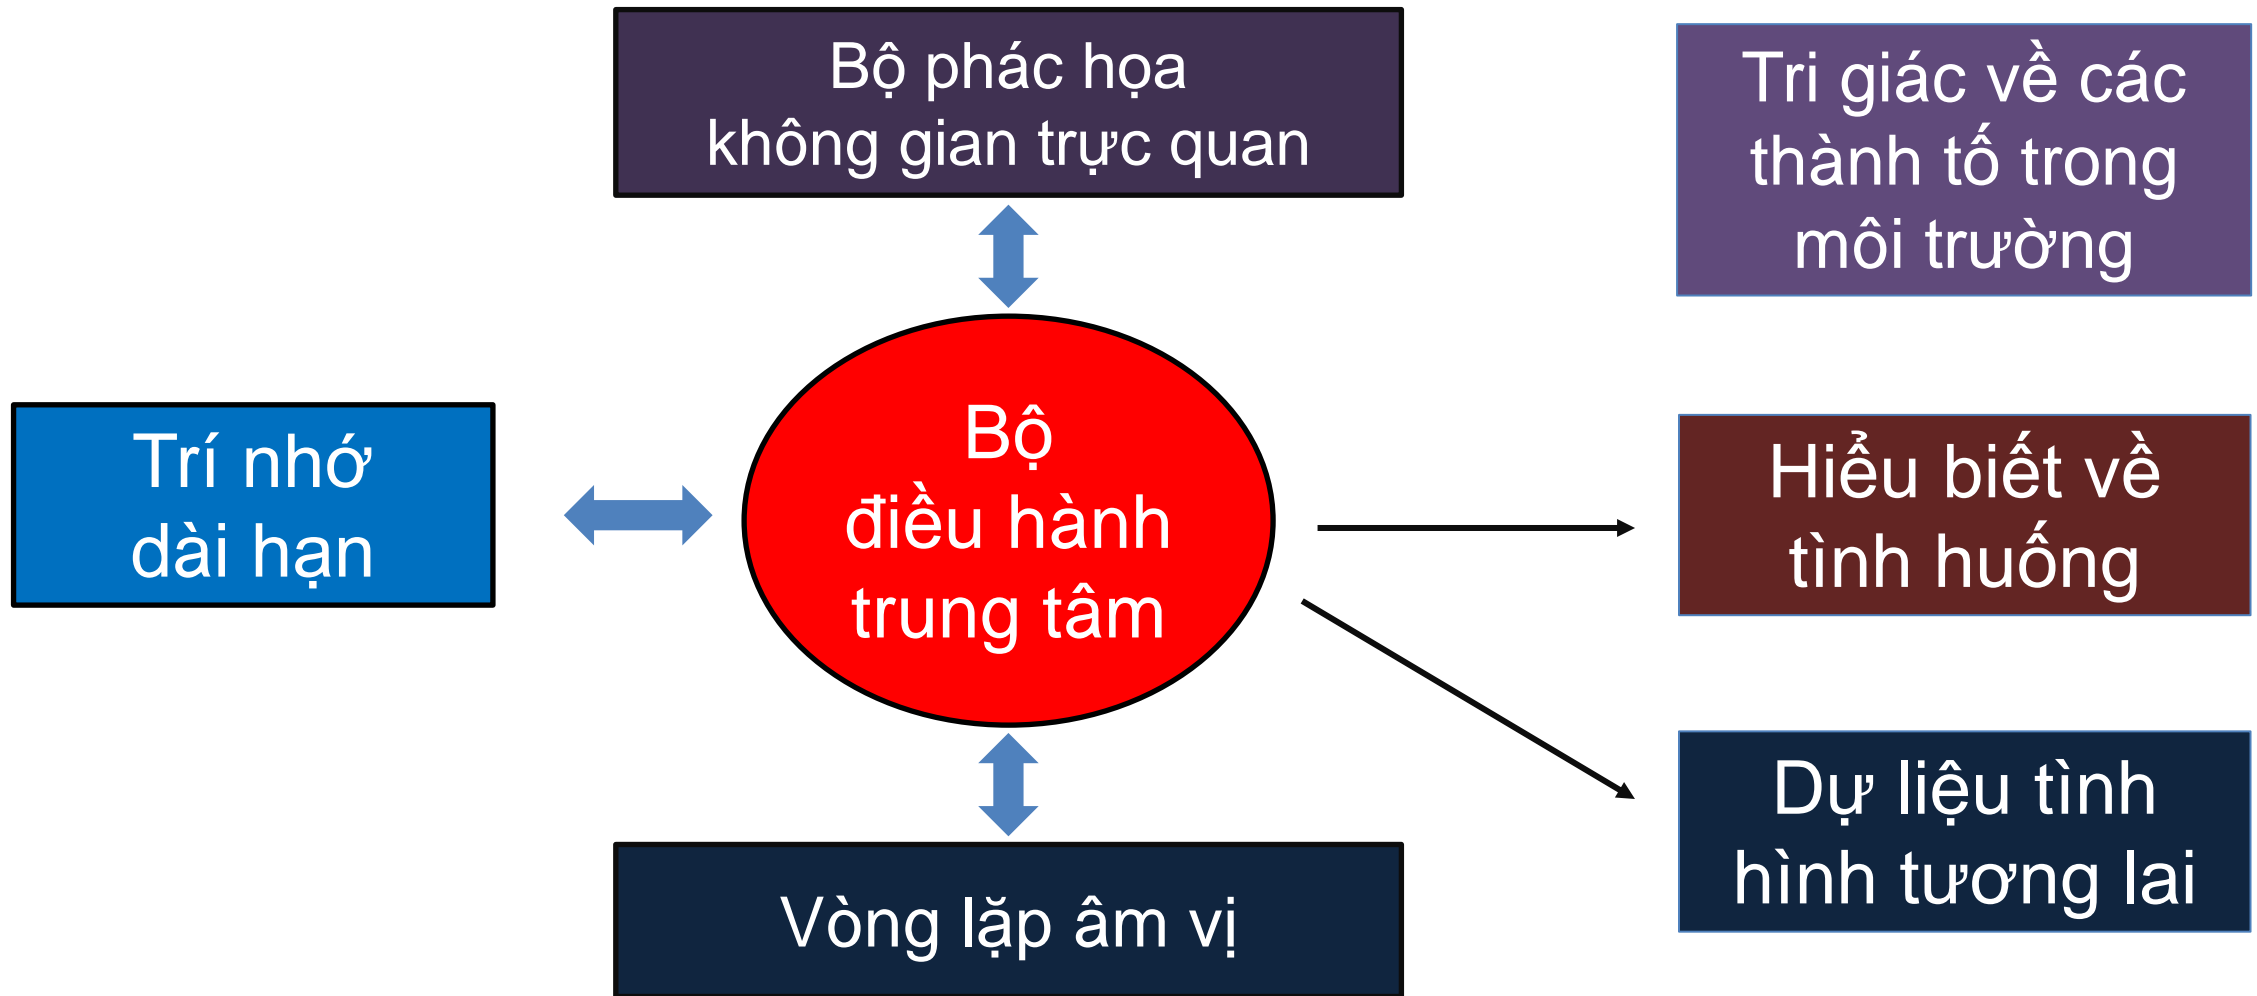 Bộ phác họa
không gian trực quan
Tri giác về các
thành tố trong
môi trường
Trí nhớ
dài hạn
Bộ
điều hành
trung tâm
Hiểu biết về
tình huống
Vòng lặp âm vị
Dự liệu tình
hình tương lai